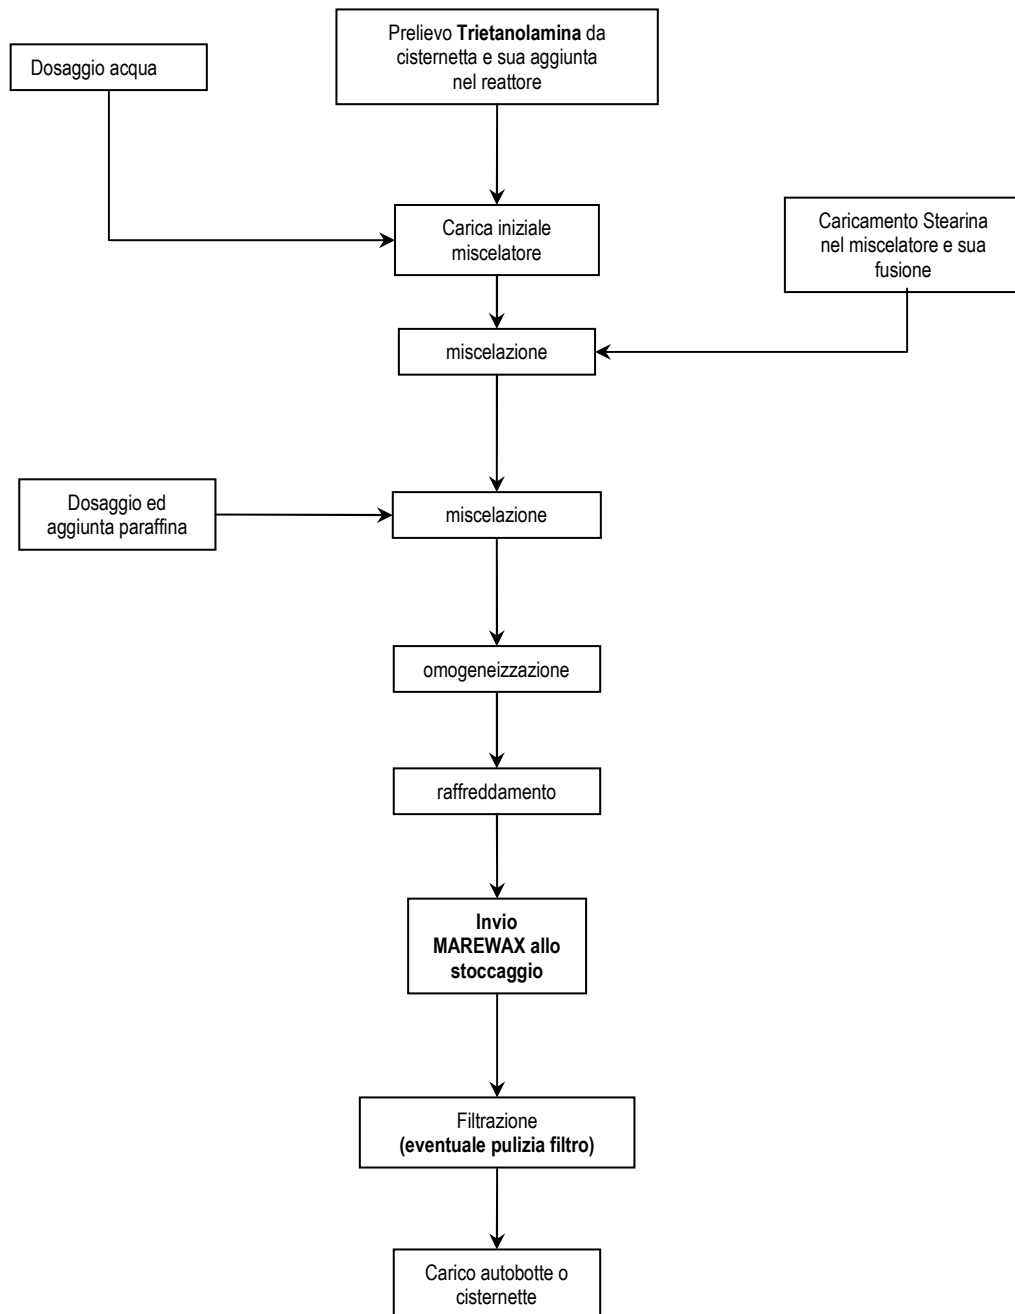 Prelievo Trietanolamina da
cisternetta e sua aggiunta
nel reattore
Dosaggio acqua
Carica iniziale
miscelatore
Caricamento Stearina
nel miscelatore e sua
fusione
miscelazione
Dosaggio ed
aggiunta paraffina
miscelazione
omogeneizzazione
raffreddamento
Invio
MAREWAX allo
stoccaggio
Filtrazione
(eventuale pulizia filtro)
Carico autobotte o
cisternette